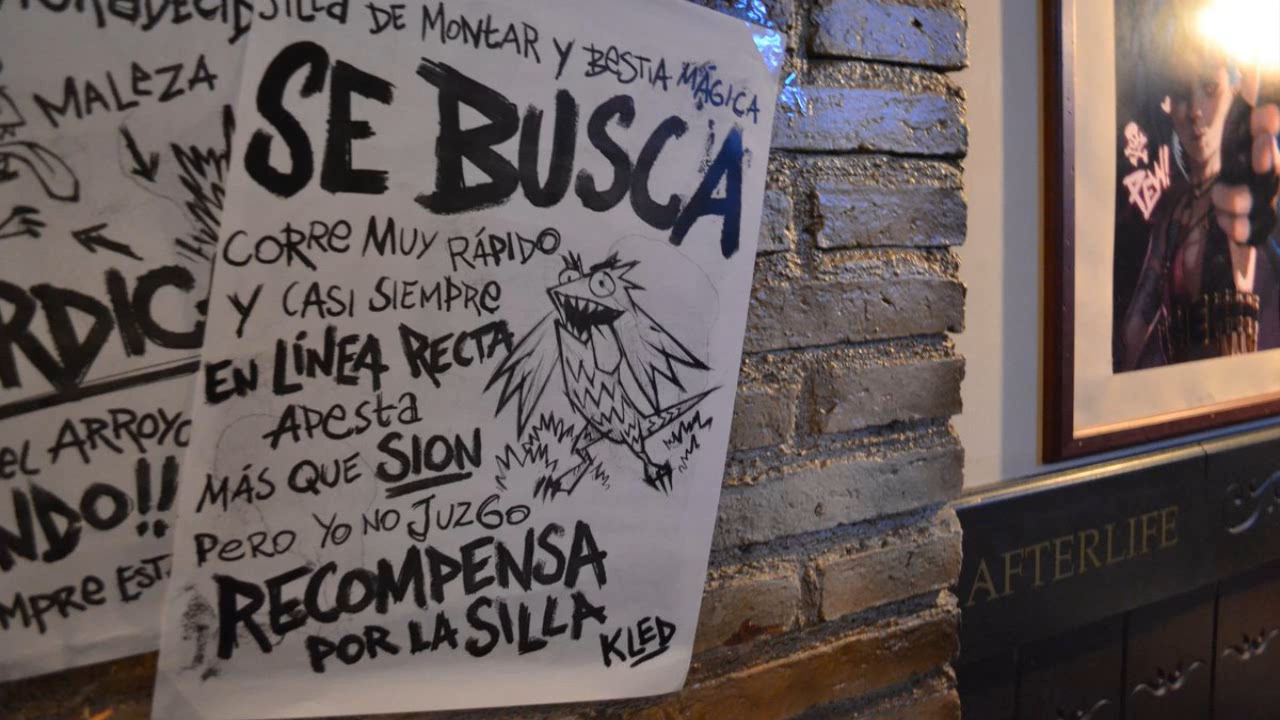 MALEZA
RDIC
EL ARROYO
NDO!!
MPRE EST.
SILLA DE MONTAR Y BESTIA MÁGICA
SE BUSCA
CORRE MUY RÁPIDO
Y CASI SIEMPRE
EN LÍNEA RECTA
APESTA
MÁS QUE SION
PERO YO NO JUZGO
RECOMPENSA
POR LA SILLA
KLED
PEW!
AFTERLIFE